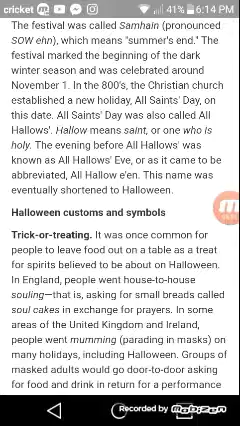 cricket 41% 6:14 PM
The festival was called Samhain (pronounced
SOW ehn), which means "summer's end." The
festival marked the beginning of the dark
winter season and was celebrated around
November 1. In the 800's, the Christian church
established a new holiday, All Saints' Day, on
this date. All Saints' Day was also called All
Hallows'. Hallow means saint, or one who is
holy. The evening before All Hallows' was
known as All Hallows' Eve, or as it came to be
abbreviated, All Hallow e'en. This name was
eventually shortened to Halloween.
Halloween customs and symbols
Trick-or-treating. It was once common for
people to leave food out on a table as a treat
for spirits believed to be about on Halloween.
In England, people went house-to-house
souling—that is, asking for small breads called
soul cakes in exchange for prayers. In some
areas of the United Kingdom and Ireland,
people went mumming (parading in masks) on
many holidays, including Halloween. Groups of
masked adults would go door-to-door asking
for food and drink in return for a performance
Recorded by mobizen